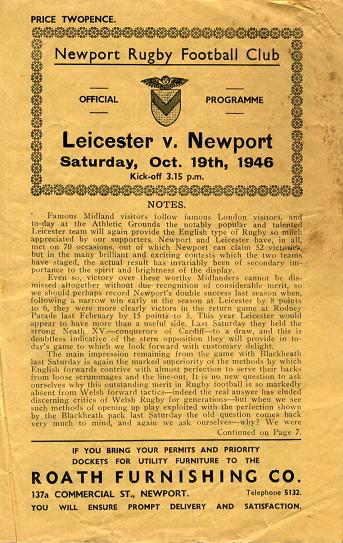 PRICE TWOPENCE.
Newport Rugby Football Club
OFFICIAL PROGRAMME
Leicester v. Newport
Saturday, Oct. 19th, 1946
Kick-off 3.15 p.m.
NOTES.
Famous Midland visitors follow famous London visitors, and
to-day at the Athletic Grounds the notably popular and talented
Leicester team will again provide the English type of Rugby so much
appreciated by our supporters. Newport and Leicester have, in all,
met on 70 occasions, out of which Newport can claim 52 victories,
but in the many brilliant and exciting contests which the two teams
have staged, the actual result has invariably been of secondary im-
portance to the spirit and brightness of the display.
Even so, victory over these worthy Midlanders cannot be dis-
missed altogether without due recognition of considerable merit, so
we should perhaps record Newport's double success last season when,
following a narrow win early in the season at Leicester by 8 points
to 6, they were more clearly victors in the return game at Rodney
Parade last February by 15 points to 5. This year Leicester would
appear to have more than a useful side. Last Saturday they held the
strong Neath XV—conquerors of Cardiff—to a draw, and this is
doubtless indicative of the stern opposition they will provide in to-
day's game to which we look forward with customary delight.
The main impression remaining from the game with Blackheath
last Saturday is again the marked superiority of the methods by which
English forwards contrive with almost perfection to serve their backs
from loose scrummages and the line-out. It is no new question to ask
ourselves why this outstanding merit in Rugby football is so markedly
absent from Welsh forward tactics—indeed the real answer has eluded
discerning critics of Welsh Rugby for generations—but when we see
such methods of opening up play exploited with the perfection shown
by the Blackheath pack last Saturday the old question comes back
very much to mind, and again we ask ourselves—why? We were
Continued on Page 7.
IF YOU BRING YOUR PERMITS AND PRIORITY
DOCKETS FOR UTILITY FURNITURE TO THE
ROATH FURNISHING CO.
137a COMMERCIAL ST., NEWPORT. Telephone 5132.
YOU WILL ENSURE PROMPT DELIVERY AND SATISFACTION.